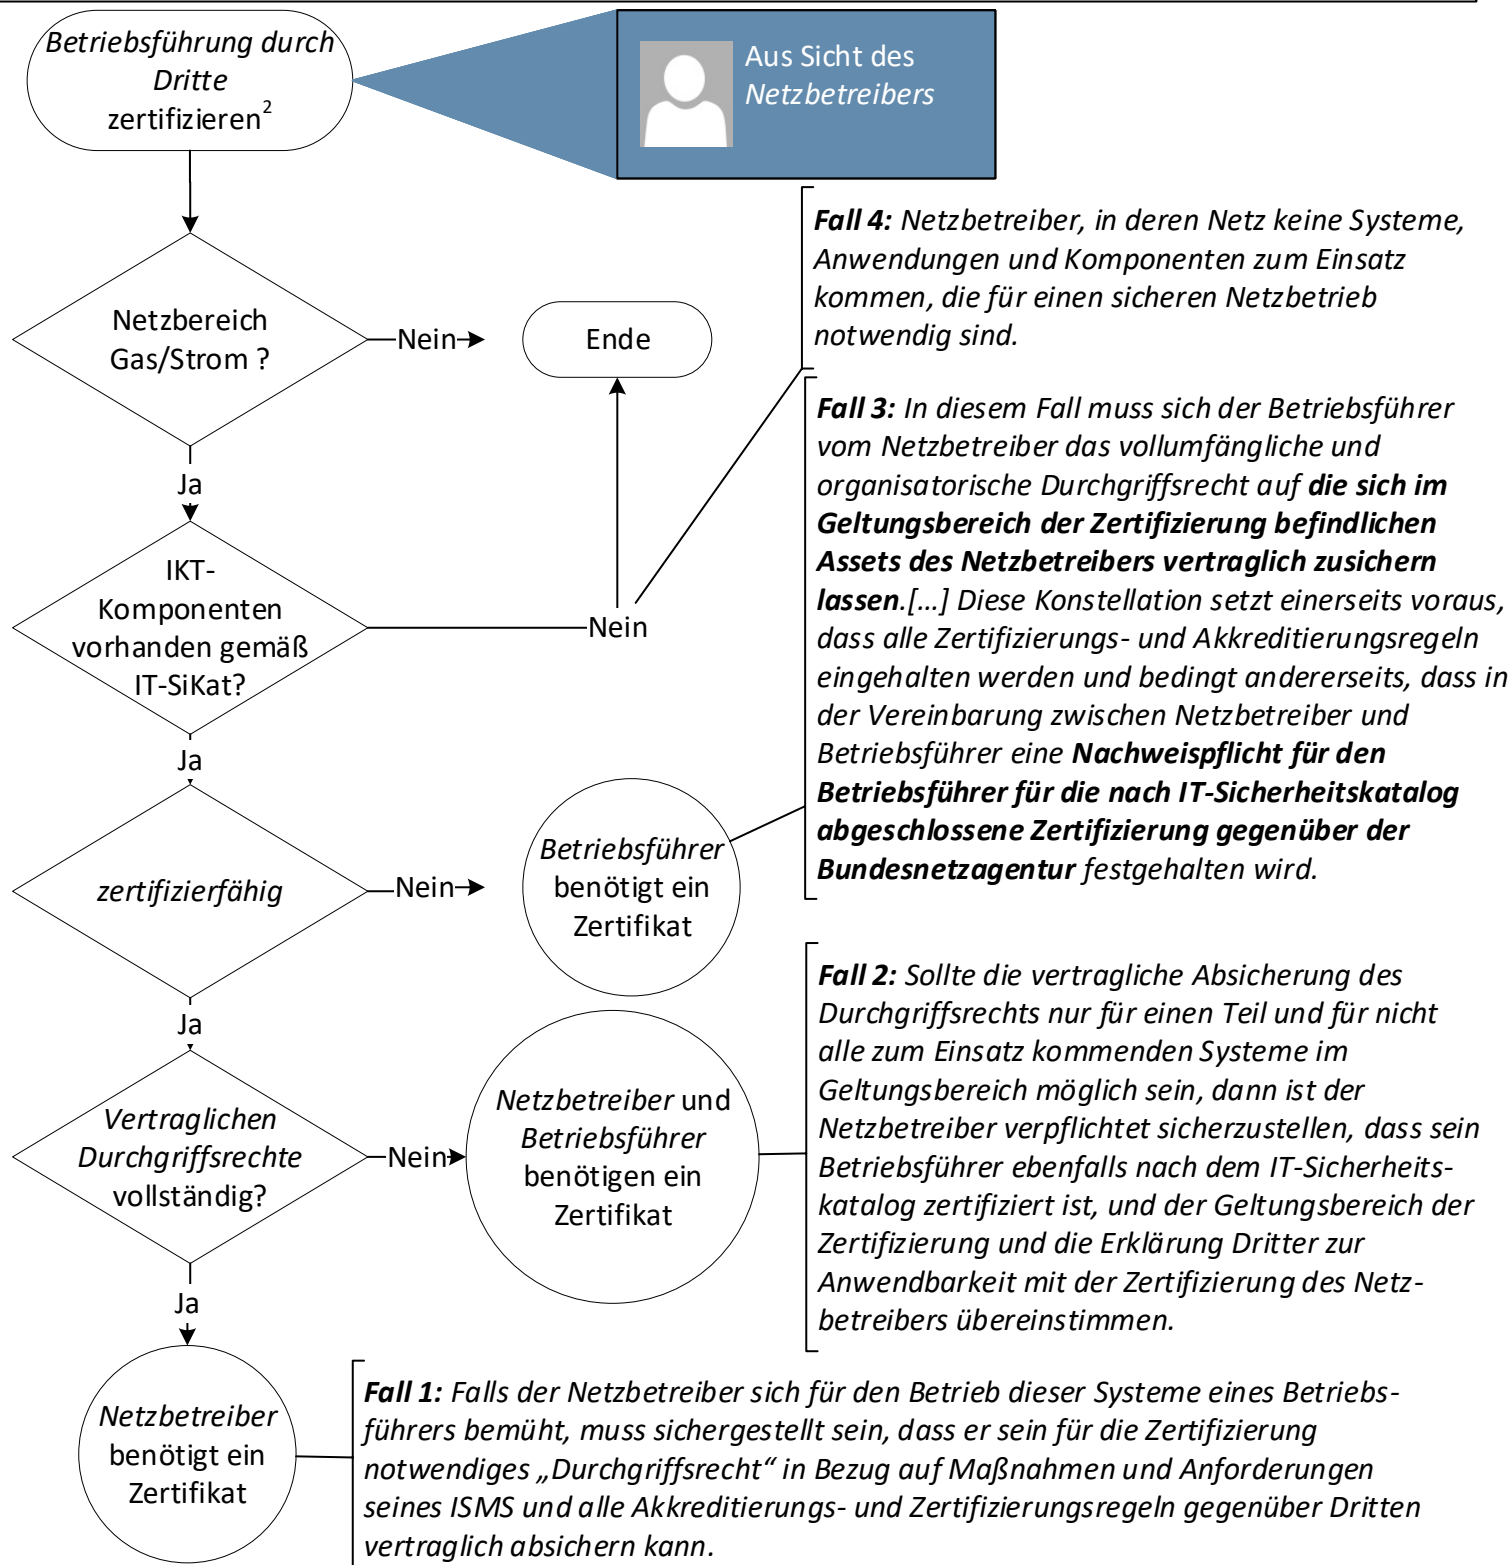 Betriebsführung durch
Dritte
zertifizieren²
Aus Sicht des
Netzbetreibers
Netzbereich
Gas/Strom ?
Nein
Ende
Fall 4: Netzbetreiber, in deren Netz keine Systeme,
Anwendungen und Komponenten zum Einsatz
kommen, die für einen sicheren Netzbetrieb
notwendig sind.
Ja
IKT-
Komponenten
vorhanden gemäß
IT-SiKat?
Nein
Fall 3: In diesem Fall muss sich der Betriebsführer
vom Netzbetreiber das vollumfängliche und
organisatorische Durchgriffsrecht auf die sich im
Geltungsbereich der Zertifizierung befindlichen
Assets des Netzbetreibers vertraglich zusichern
lassen.[...] Diese Konstellation setzt einerseits voraus,
dass alle Zertifizierungs- und Akkreditierungsregeln
eingehalten werden und bedingt andererseits, dass in
der Vereinbarung zwischen Netzbetreiber und
Betriebsführer eine Nachweispflicht für den
Betriebsführer für die nach IT-Sicherheitskatalog
abgeschlossene Zertifizierung gegenüber der
Bundesnetzagentur festgehalten wird.
Ja
zertifizierfähig
Nein
Betriebsführer
benötigt ein
Zertifikat
Ja
Vertraglichen
Durchgriffsrechte
vollständig?
Nein
Netzbetreiber und
Betriebsführer
benötigen ein
Zertifikat
Fall 2: Sollte die vertragliche Absicherung des
Durchgriffsrechts nur für einen Teil und für nicht
alle zum Einsatz kommenden Systeme im
Geltungsbereich möglich sein, dann ist der
Netzbetreiber verpflichtet sicherzustellen, dass sein
Betriebsführer ebenfalls nach dem IT-Sicherheits-
katalog zertifiziert ist, und der Geltungsbereich der
Zertifizierung und die Erklärung Dritter zur
Anwendbarkeit mit der Zertifizierung des Netz-
betreibers übereinstimmen.
Ja
Netzbetreiber
benötigt ein
Zertifikat
Fall 1: Falls der Netzbetreiber sich für den Betrieb dieser Systeme eines Betriebs-
führers bemüht, muss sichergestellt sein, dass er sein für die Zertifizierung
notwendiges „Durchgriffsrecht“ in Bezug auf Maßnahmen und Anforderungen
seines ISMS und alle Akkreditierungs- und Zertifizierungsregeln gegenüber Dritten
vertraglich absichern kann.